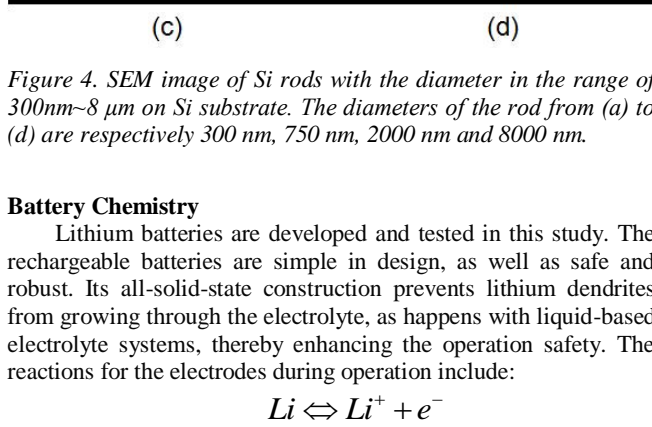 (c) (d)
Figure 4. SEM image of Si rods with the diameter in the range of
300nm~8 μm on Si substrate. The diameters of the rod from (a) to
(d) are respectively 300 nm, 750 nm, 2000 nm and 8000 nm.
Battery Chemistry
Lithium batteries are developed and tested in this study. The
rechargeable batteries are simple in design, as well as safe and
robust. Its all-solid-state construction prevents lithium dendrites
from growing through the electrolyte, as happens with liquid-based
electrolyte systems, thereby enhancing the operation safety. The
reactions for the electrodes during operation include:
Li ⇔ Li⁺ + e⁻